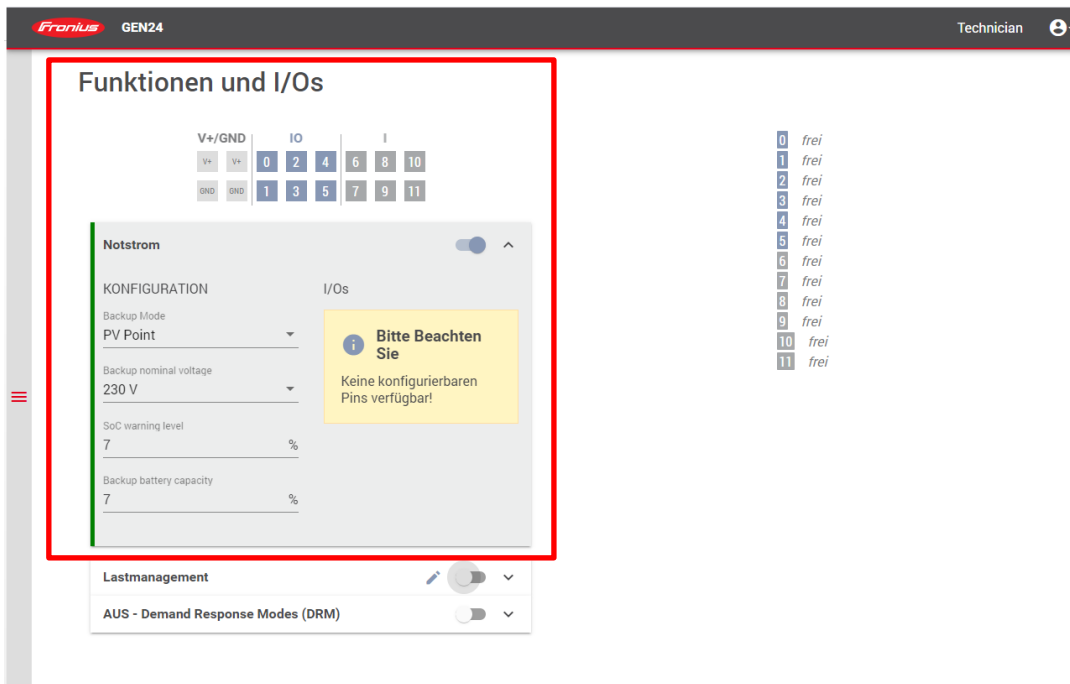 Fronius GEN24 Technician
Funktionen und I/Os
V+/GND IO I
V+ V+ 0 2 4 6 8 10
GND GND 1 3 5 7 9 11
Notstrom
KONFIGURATION
Backup Mode
PV Point
Backup nominal voltage
230 V
SoC warning level
7 %
Backup battery capacity
7 %
I/Os
Bitte Beachten
Sie
Keine konfigurierbaren
Pins verfügbar!
Lastmanagement
AUS - Demand Response Modes (DRM)
0 frei
1 frei
2 frei
3 frei
4 frei
5 frei
6 frei
7 frei
8 frei
9 frei
10 frei
11 frei